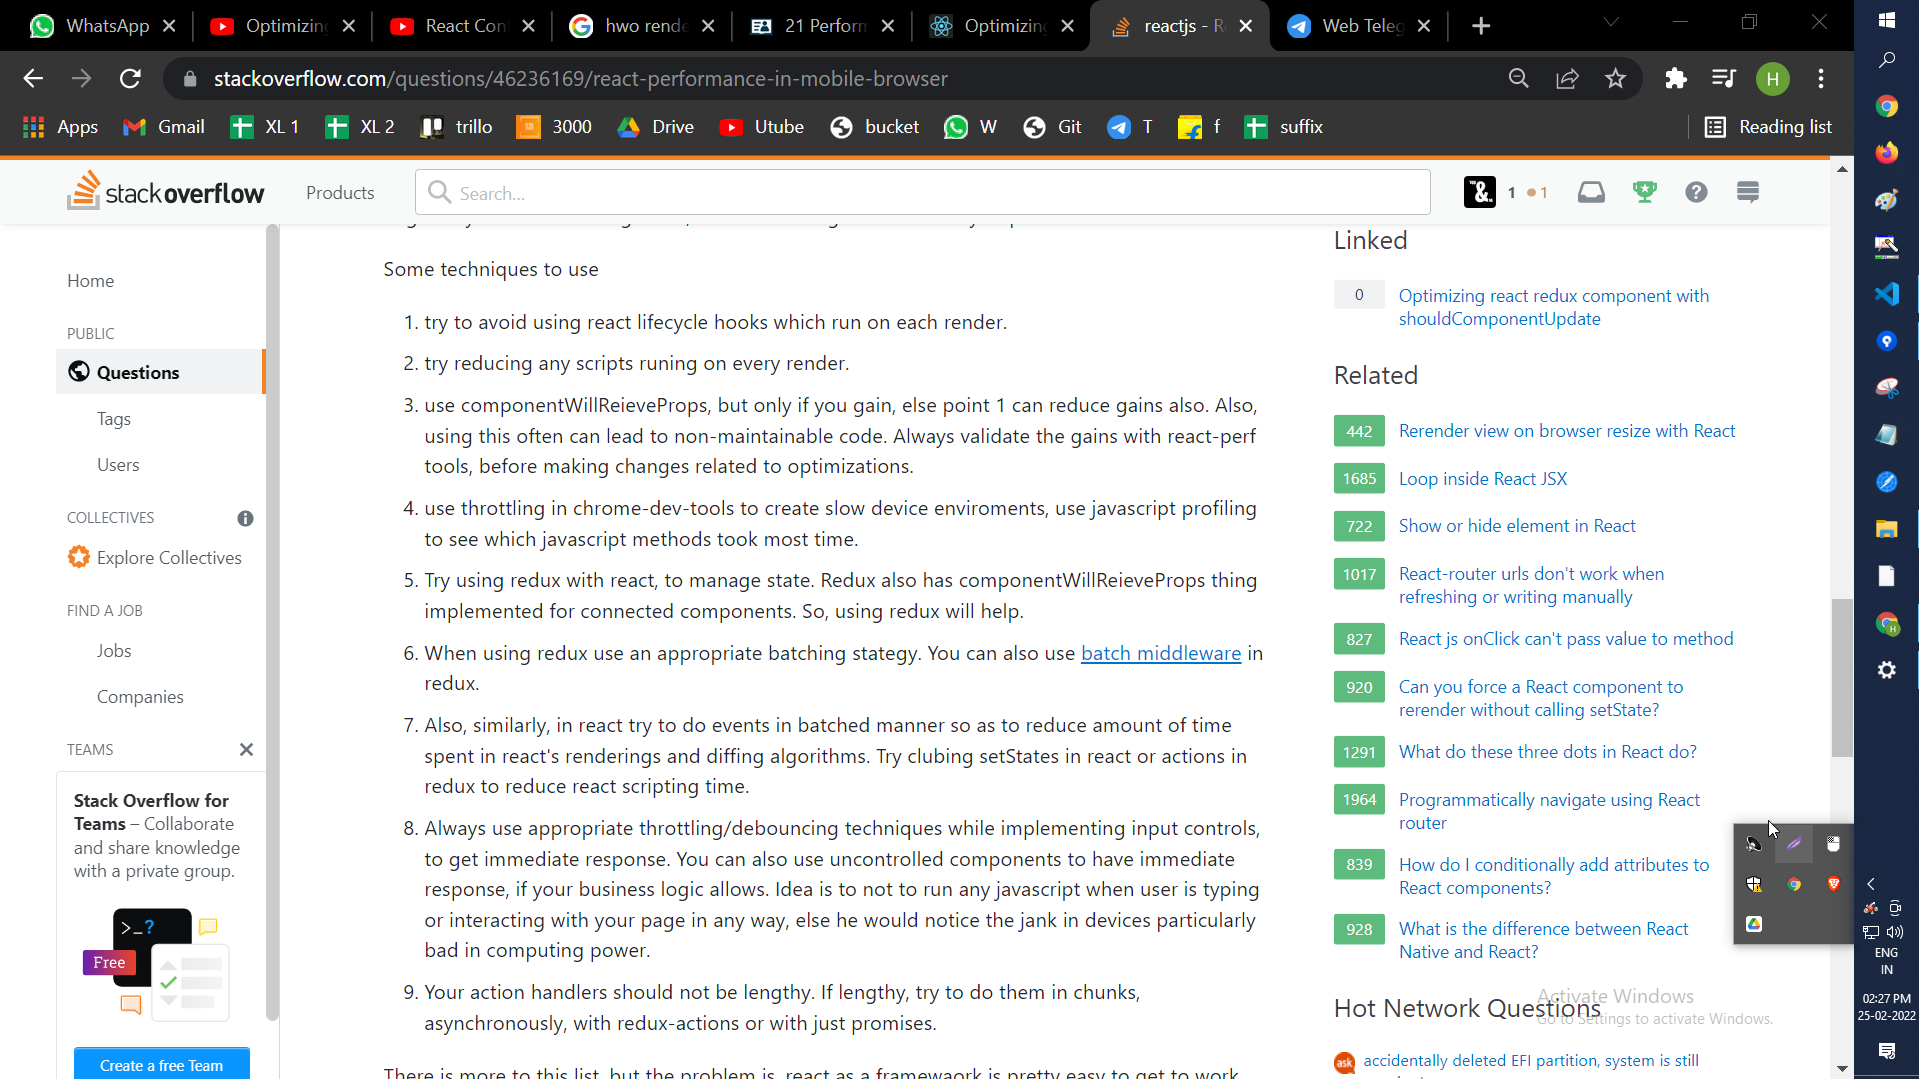 WhatsApp
Optimizing
React Con
hwo rende
21 Perform
Optimizing
reactjs - R
Web Teleg
stackoverflow.com/questions/46236169/react-performance-in-mobile-browser
H
Apps
Gmail
XL 1
XL 2
trillo
3000
Drive
Utube
bucket
W
Git
T
f
suffix
Reading list
stackoverflow
Products
Search...
1 1
Home
PUBLIC
Questions
Tags
Users
COLLECTIVES
Explore Collectives
FIND A JOB
Jobs
Companies
TEAMS
Stack Overflow for
Teams – Collaborate
and share knowledge
with a private group.
>_?
Free
Create a free Team
Some techniques to use
1. try to avoid using react lifecycle hooks which run on each render.
2. try reducing any scripts runing on every render.
3. use componentWillReieveProps, but only if you gain, else point 1 can reduce gains also. Also,
using this often can lead to non-maintainable code. Always validate the gains with react-perf
tools, before making changes related to optimizations.
4. use throttling in chrome-dev-tools to create slow device enviroments, use javascript profiling
to see which javascript methods took most time.
5. Try using redux with react, to manage state. Redux also has componentWillReieveProps thing
implemented for connected components. So, using redux will help.
6. When using redux use an appropriate batching stategy. You can also use batch middleware in
redux.
7. Also, similarly, in react try to do events in batched manner so as to reduce amount of time
spent in react's renderings and diffing algorithms. Try clubing setStates in react or actions in
redux to reduce react scripting time.
8. Always use appropriate throttling/debouncing techniques while implementing input controls,
to get immediate response. You can also use uncontrolled components to have immediate
response, if your business logic allows. Idea is to not to run any javascript when user is typing
or interacting with your page in any way, else he would notice the jank in devices particularly
bad in computing power.
9. Your action handlers should not be lengthy. If lengthy, try to do them in chunks,
asynchronously, with redux-actions or with just promises.
There is more to this list, but the problem is, react as a framewaork is pretty easy to get to work
Linked
0 Optimizing react redux component with
shouldComponentUpdate
Related
442 Rerender view on browser resize with React
1685 Loop inside React JSX
722 Show or hide element in React
1017 React-router urls don't work when
refreshing or writing manually
827 React js onClick can't pass value to method
920 Can you force a React component to
rerender without calling setState?
1291 What do these three dots in React do?
1964 Programmatically navigate using React
router
839 How do I conditionally add attributes to
React components?
928 What is the difference between React
Native and React?
Hot Network Questions
ask accidentally deleted EFI partition, system is still
Activate Windows
Go to Settings to activate Windows.
ENG
IN
02:27 PM
25-02-2022